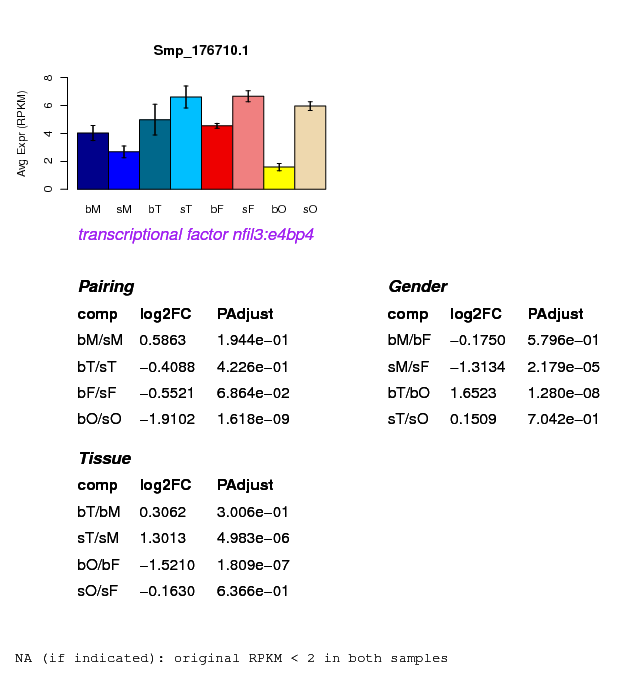 Smp_176710.1
Avg Expr (RPKM)
8
6
4
2
0
bM sM bT sT bF sF bO sO
transcriptional factor nfil3:e4bp4
Pairing
comp log2FC PAdjust
bM/sM 0.5863 1.944e−01
bT/sT −0.4088 4.226e−01
bF/sF −0.5521 6.864e−02
bO/sO −1.9102 1.618e−09
Gender
comp log2FC PAdjust
bM/bF −0.1750 5.796e−01
sM/sF −1.3134 2.179e−05
bT/bO 1.6523 1.280e−08
sT/sO 0.1509 7.042e−01
Tissue
comp log2FC PAdjust
bT/bM 0.3062 3.006e−01
sT/sM 1.3013 4.983e−06
bO/bF −1.5210 1.809e−07
sO/sF −0.1630 6.366e−01
NA (if indicated): original RPKM < 2 in both samples